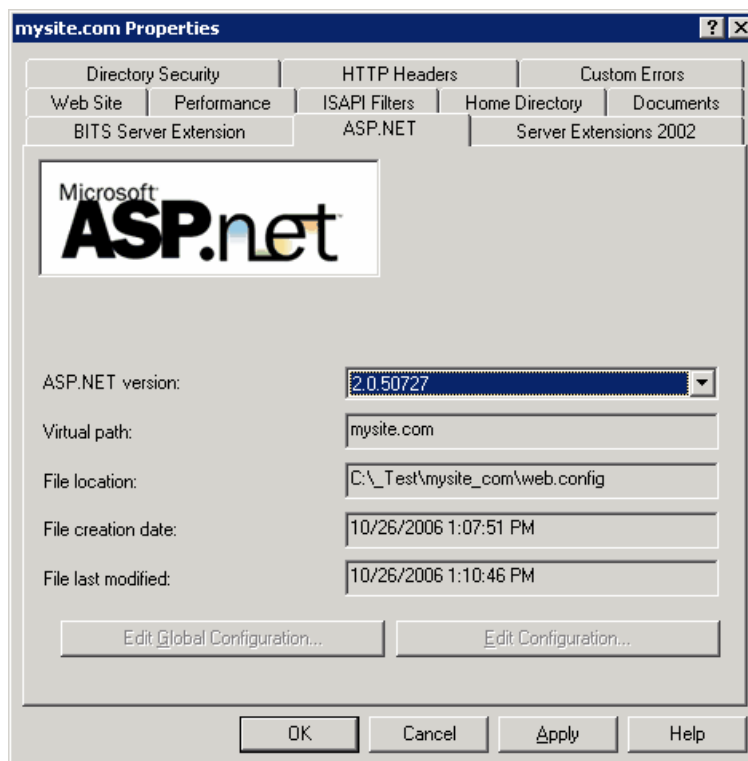 mysite.com Properties
Directory Security HTTP Headers Custom Errors
Web Site Performance ISAPI Filters Home Directory Documents
BITS Server Extension ASP.NET Server Extensions 2002
Microsoft
ASP.net
ASP.NET version: 2.0.50727
Virtual path: mysite.com
File location: C:\_Test\mysite_com\web.config
File creation date: 10/26/2006 1:07:51 PM
File last modified: 10/26/2006 1:10:46 PM
Edit Global Configuration... Edit Configuration...
OK Cancel Apply Help